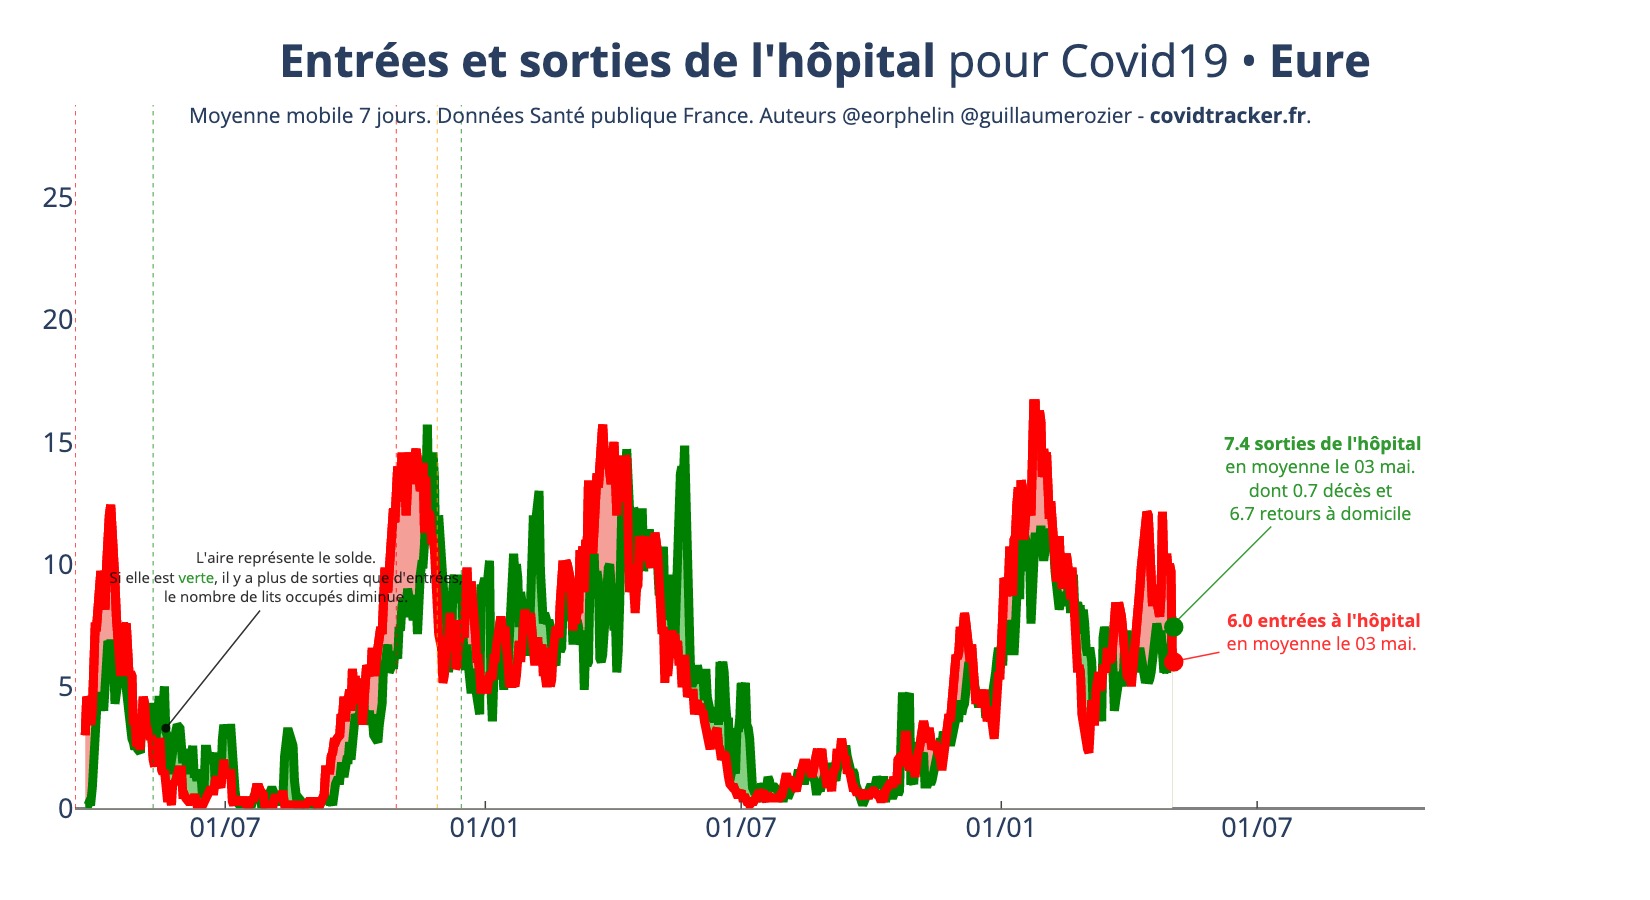 Entrées et sorties de l'hôpital pour Covid19 • Eure
Moyenne mobile 7 jours. Données Santé publique France. Auteurs @eorphelin @guillaumerozier - covidtracker.fr.
25
20
15
10
5
0
L'aire représente le solde.
Si elle est verte, il y a plus de sorties que d'entrées,
le nombre de lits occupés diminue.
7.4 sorties de l'hôpital
en moyenne le 03 mai.
dont 0.7 décès et
6.7 retours à domicile
6.0 entrées à l'hôpital
en moyenne le 03 mai.
01/07
01/01
01/07
01/01
01/07